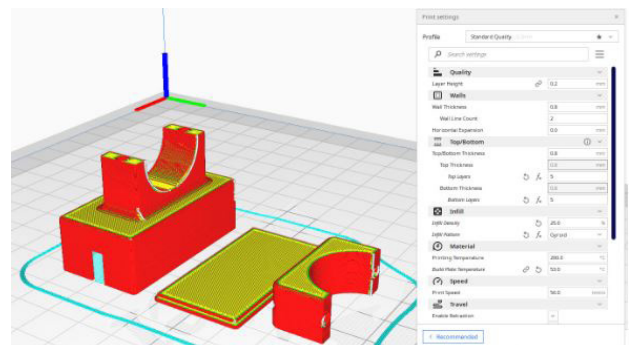 Print settings ×
Profile Standard Quality
Search settings
Quality
Layer Height 0.2 mm
Walls
Wall Thickness 0.8 mm
Wall Line Count 2
Horizontal Expansion 0.0 mm
Top/Bottom
Top/Bottom Thickness 0.8 mm
Top Thickness 0.8 mm
Top Layers 5
Bottom Thickness 0.8 mm
Bottom Layers 5
Infill
Infill Density 20.0 %
Infill Pattern Gyroid
Material
Printing Temperature 200.0 °C
Build Plate Temperature 50.0 °C
Speed
Print Speed 50.0 mm/s
Travel
Enable Retraction
Recommended